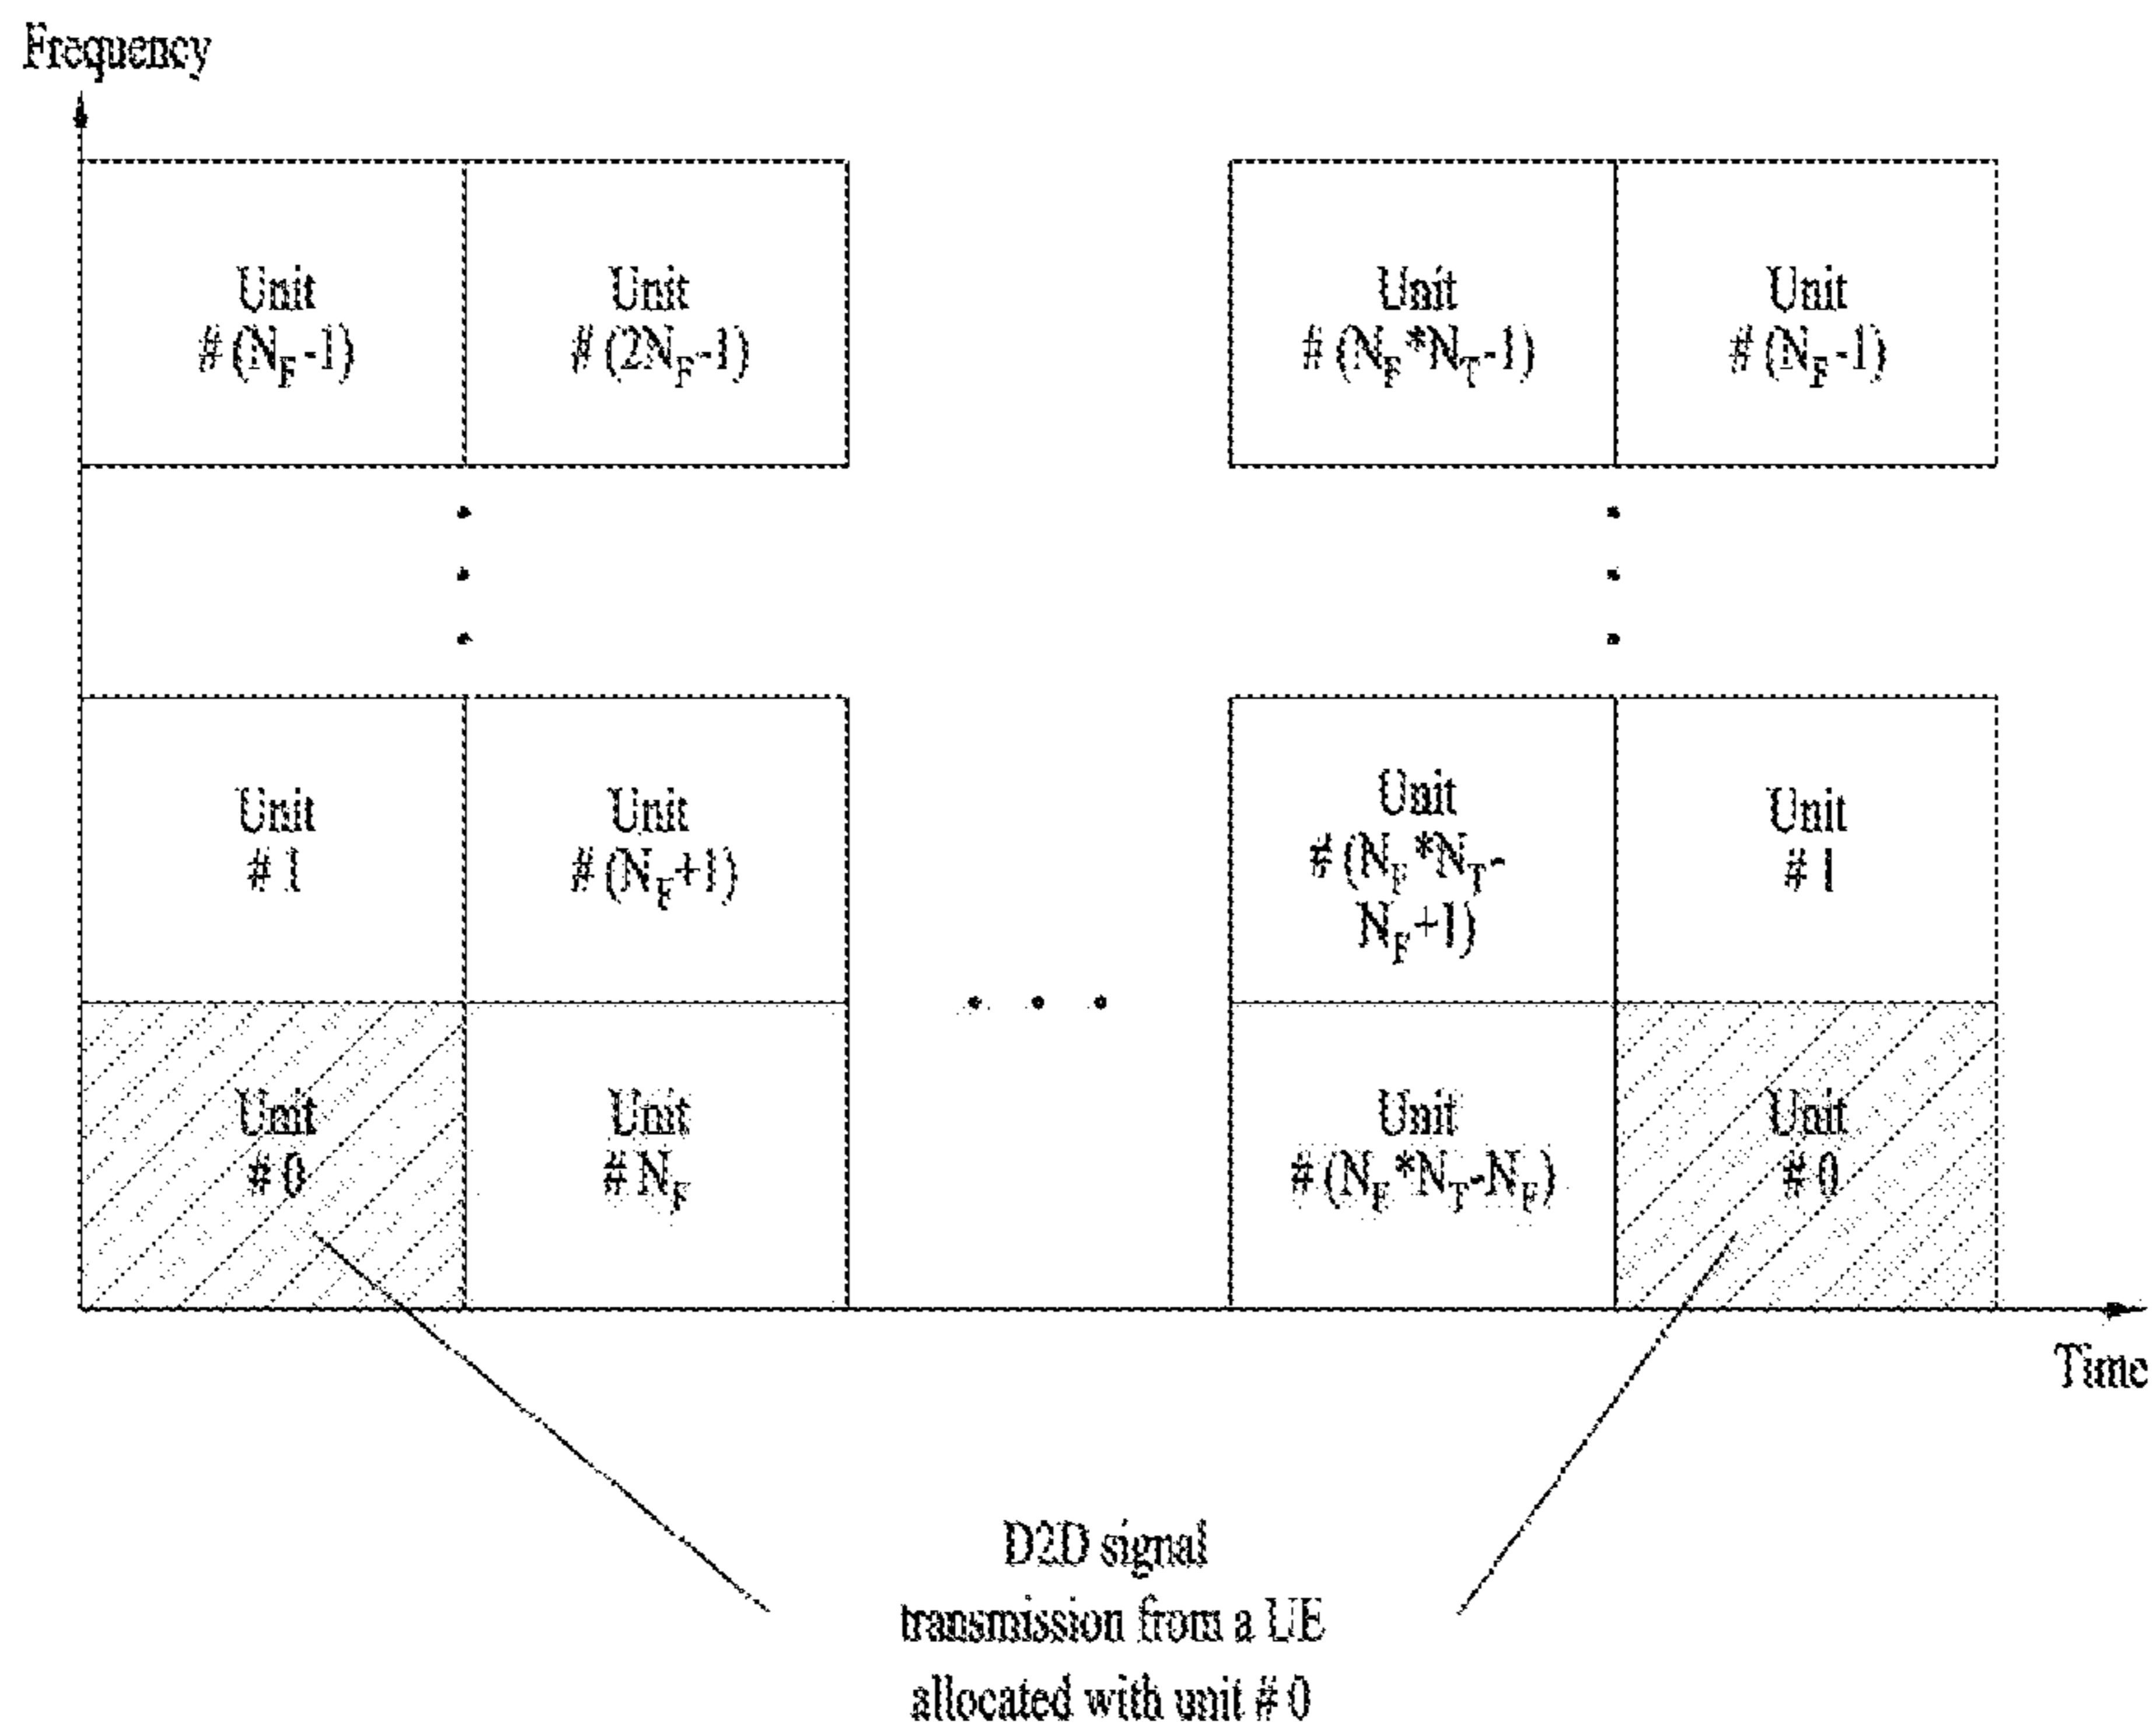 Frequency
Unit
# (N_F -1)
Unit
# (2N_F-1)
Unit
# (N_F*N_T-1)
Unit
# (N_F-1)
Unit
# 1
Unit
# (N_F+1)
Unit
# (N_F*N_T-
N_F+1)
Unit
# 1
Unit
# 0
Unit
# N_F
Unit
# (N_F*N_T-N_F)
Unit
# 0
Time
D2D signal
transmission from a UE
allocated with unit # 0